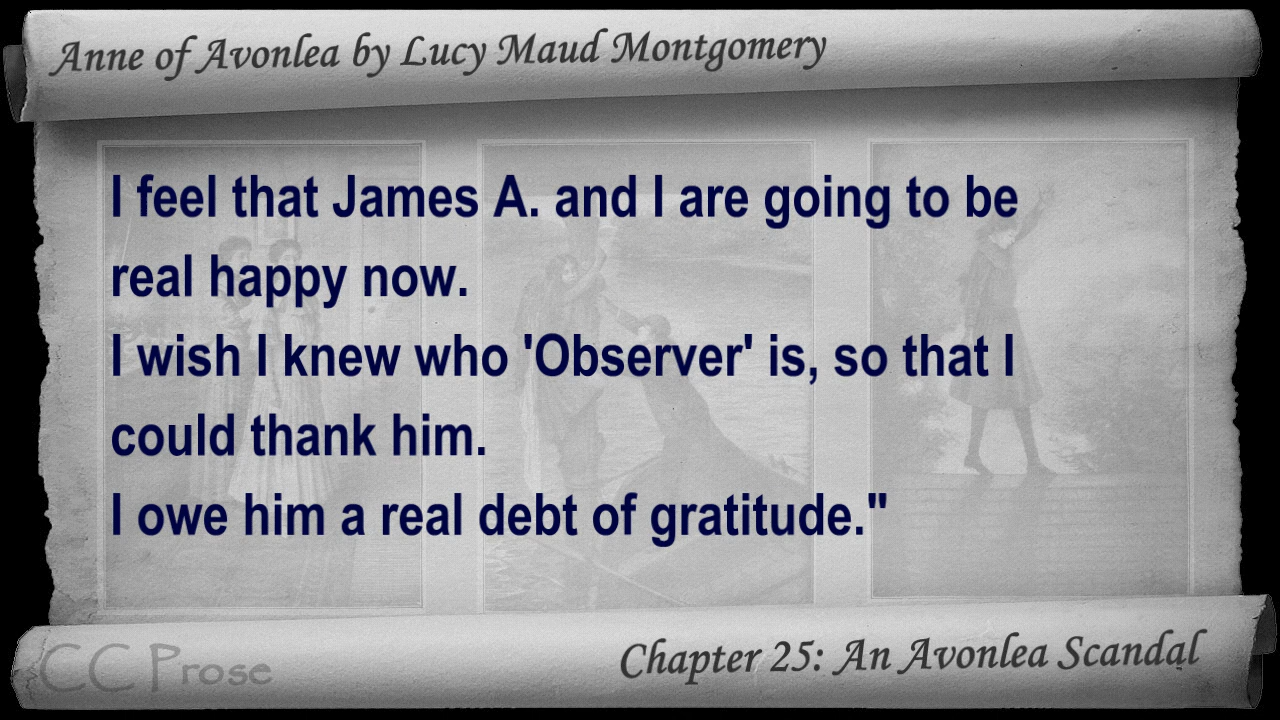 Anne of Avonlea by Lucy Maud Montgomery
I feel that James A. and I are going to be
real happy now.
I wish I knew who 'Observer' is, so that I
could thank him.
I owe him a real debt of gratitude."
CC Prose
Chapter 25: An Avonlea Scandal